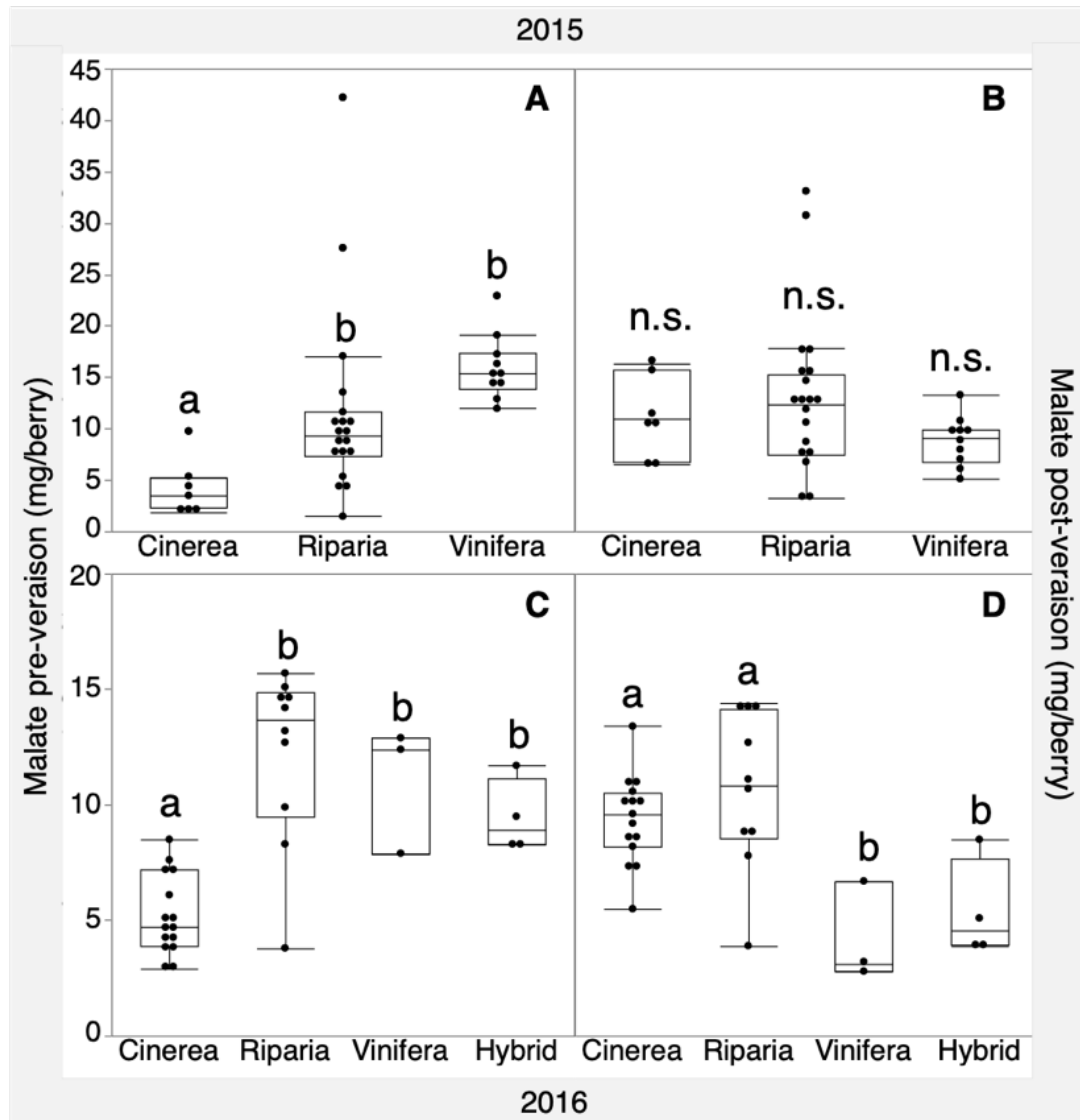 2015
Malate pre-veraison (mg/berry)
45
40
35
30
25
20
15
10
5
0
A
a
b
b
Cinerea Riparia Vinifera
B
n.s.
n.s.
n.s.
Cinerea Riparia Vinifera
Malate post-veraison (mg/berry)
20
15
10
5
0
C
a
b
b
b
Cinerea Riparia Vinifera Hybrid
D
a
a
b
b
Cinerea Riparia Vinifera Hybrid
2016